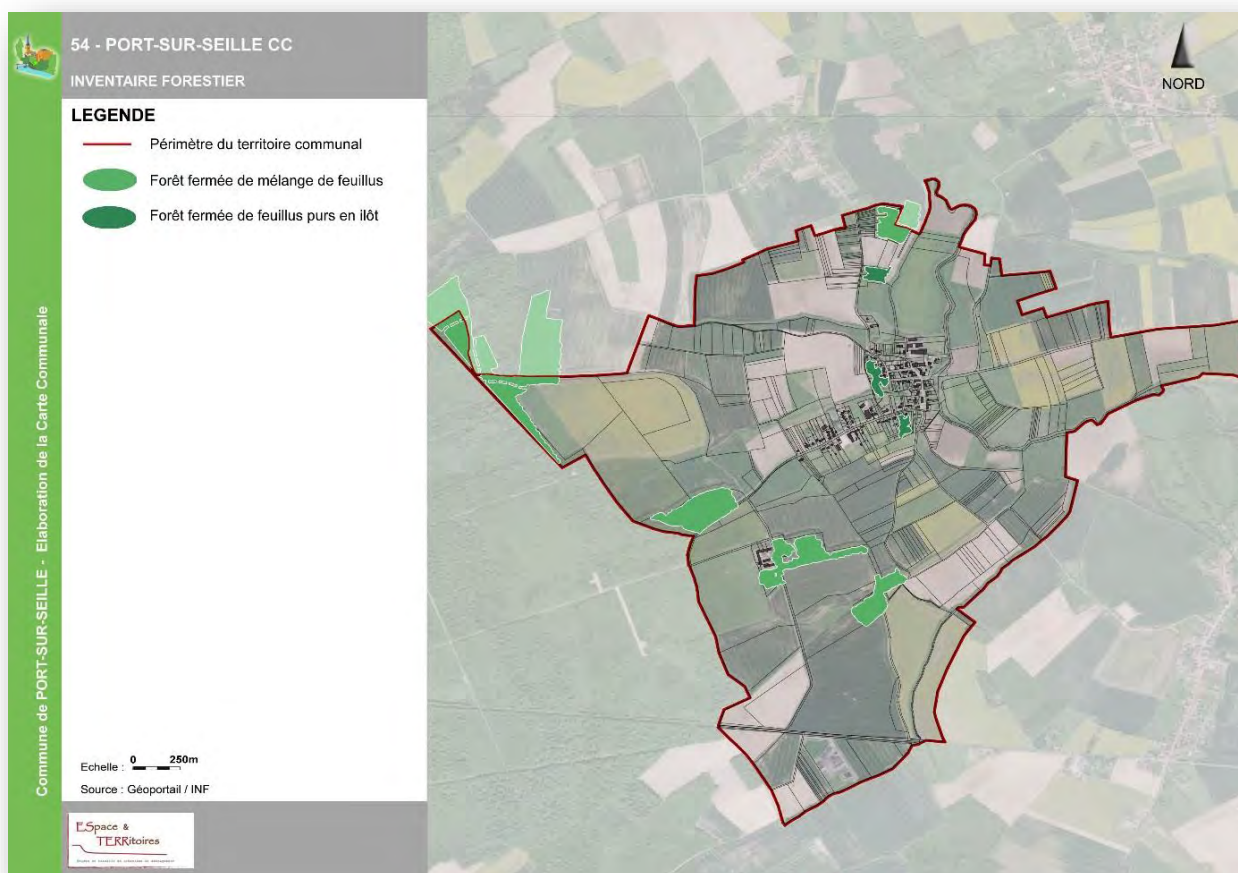 54 - PORT-SUR-SEILLE CC
INVENTAIRE FORESTIER
LEGENDE
Périmètre du territoire communal
Forêt fermée de mélange de feuillus
Forêt fermée de feuillus purs en ilôt
NORD
Commune de PORT-SUR-SEILLE - Elaboration de la Carte Communale
Echelle : 0 250m
Source : Géoportail / INF
ESpace &
TERRitoires